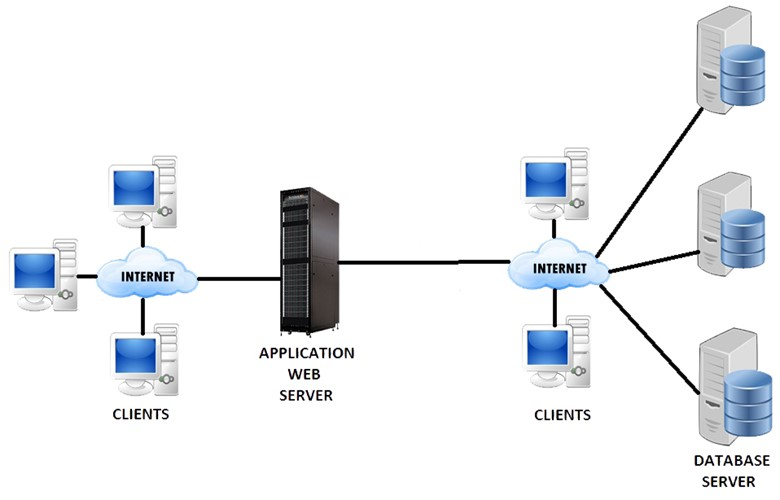 INTERNET
INTERNET
APPLICATION
WEB
SERVER
CLIENTS
CLIENTS
DATABASE
SERVER